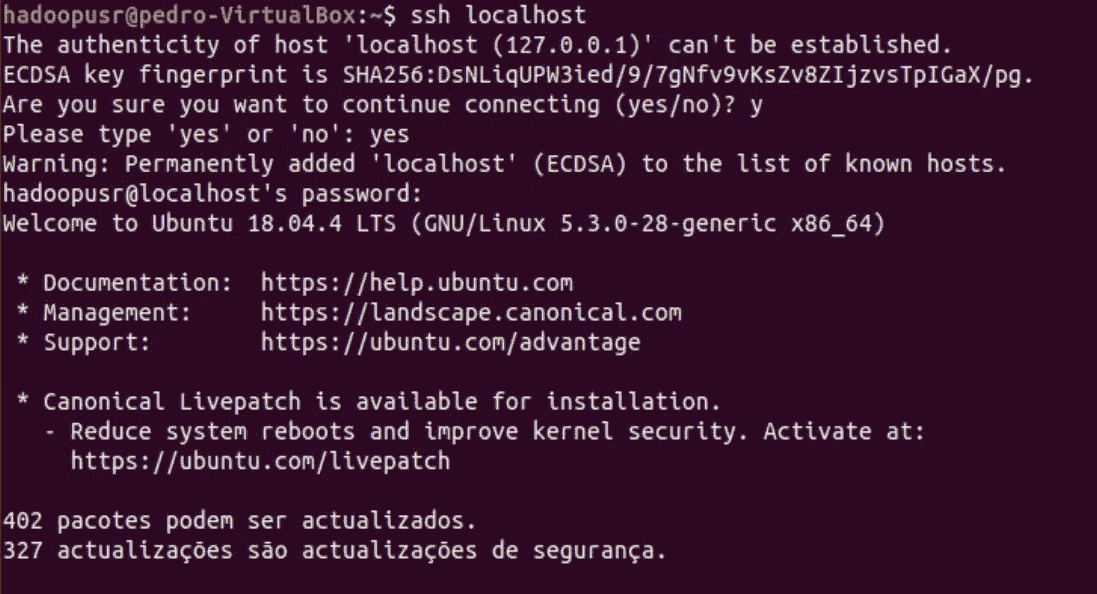 hadoopusr@pedro-VirtualBox:~$ ssh localhost
The authenticity of host 'localhost (127.0.0.1)' can't be established.
ECDSA key fingerprint is SHA256:DsNLiqUPW3ied/9/7gNfv9vKsZv8ZIjzvsTpIGaX/pg.
Are you sure you want to continue connecting (yes/no)? y
Please type 'yes' or 'no': yes
Warning: Permanently added 'localhost' (ECDSA) to the list of known hosts.
hadoopusr@localhost's password:
Welcome to Ubuntu 18.04.4 LTS (GNU/Linux 5.3.0-28-generic x86_64)
* Documentation:  https://help.ubuntu.com
* Management:     https://landscape.canonical.com
* Support:        https://ubuntu.com/advantage
* Canonical Livepatch is available for installation.
- Reduce system reboots and improve kernel security. Activate at:
https://ubuntu.com/livepatch
402 pacotes podem ser actualizados.
327 actualizações são actualizações de segurança.